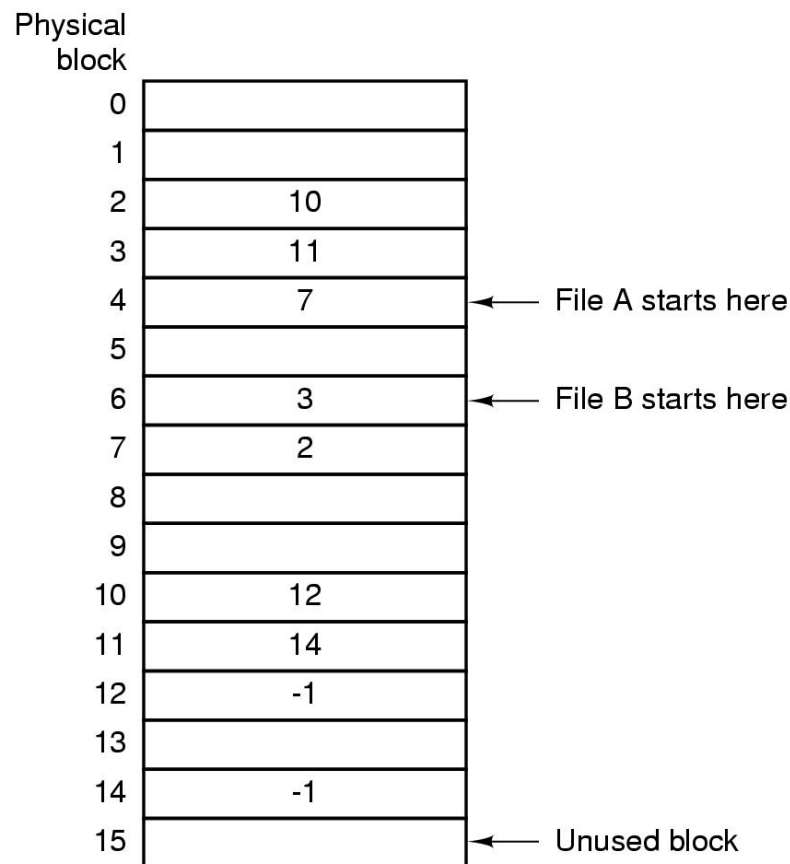 Physical
block
0
1
2 10
3 11
4 7 File A starts here
5
6 3 File B starts here
7 2
8
9
10 12
11 14
12 -1
13
14 -1
15 Unused block